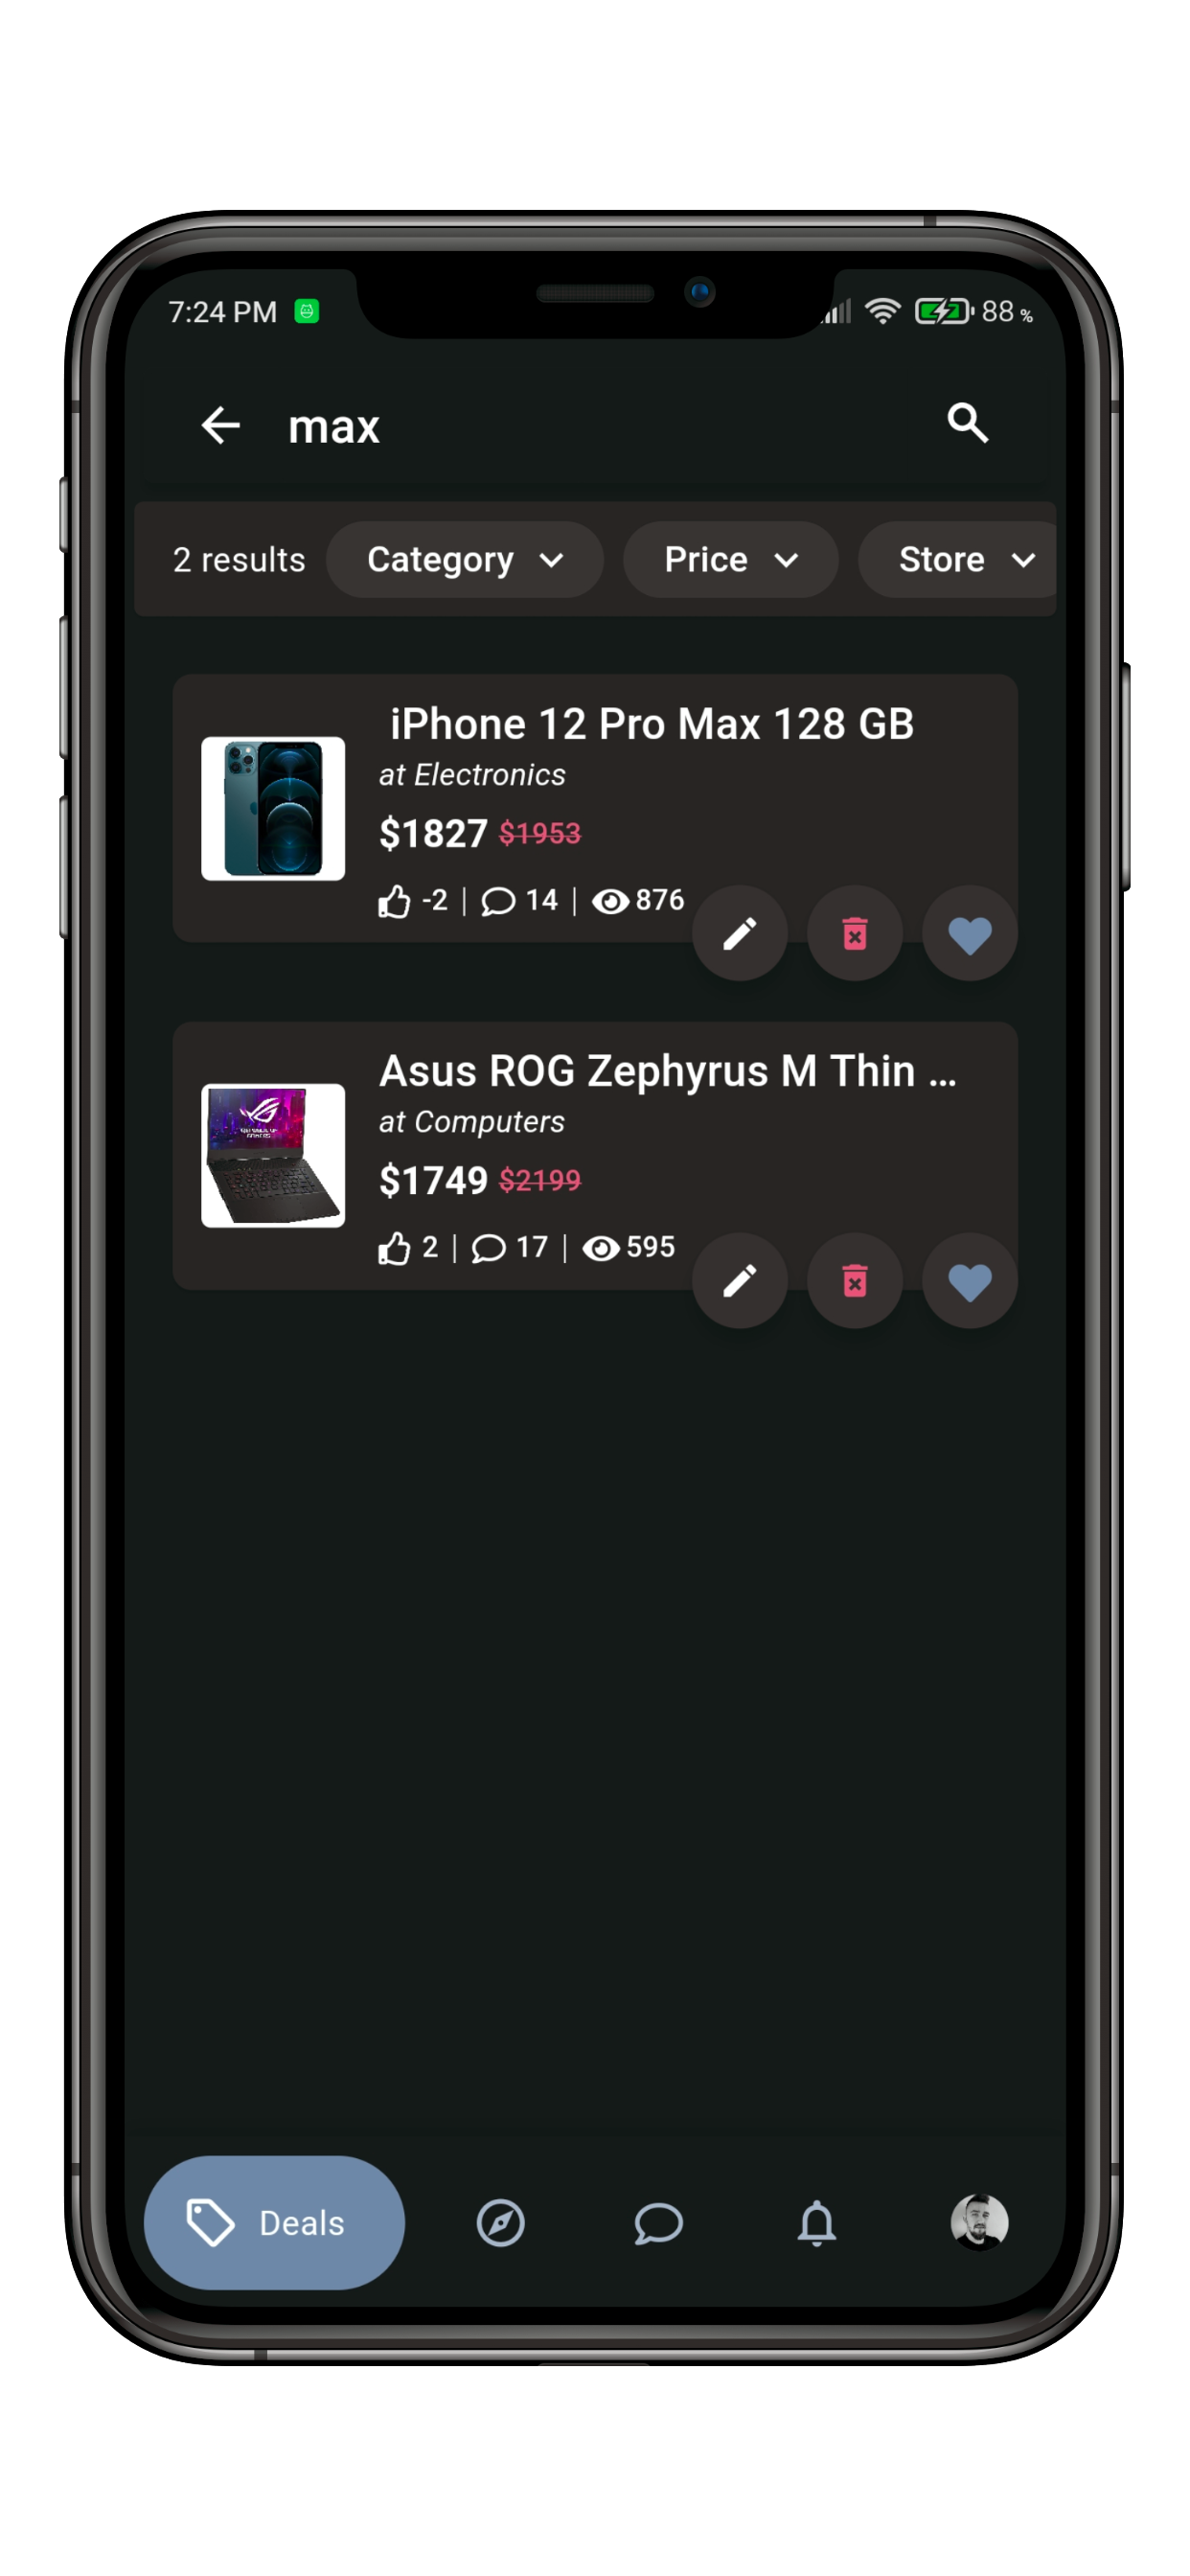 7:24 PM 88 %
max
2 results Category Price Store
iPhone 12 Pro Max 128 GB
at Electronics
$1827 $1953
-2 | 14 | 876
Asus ROG Zephyrus M Thin ...
at Computers
$1749 $2199
2 | 17 | 595
Deals